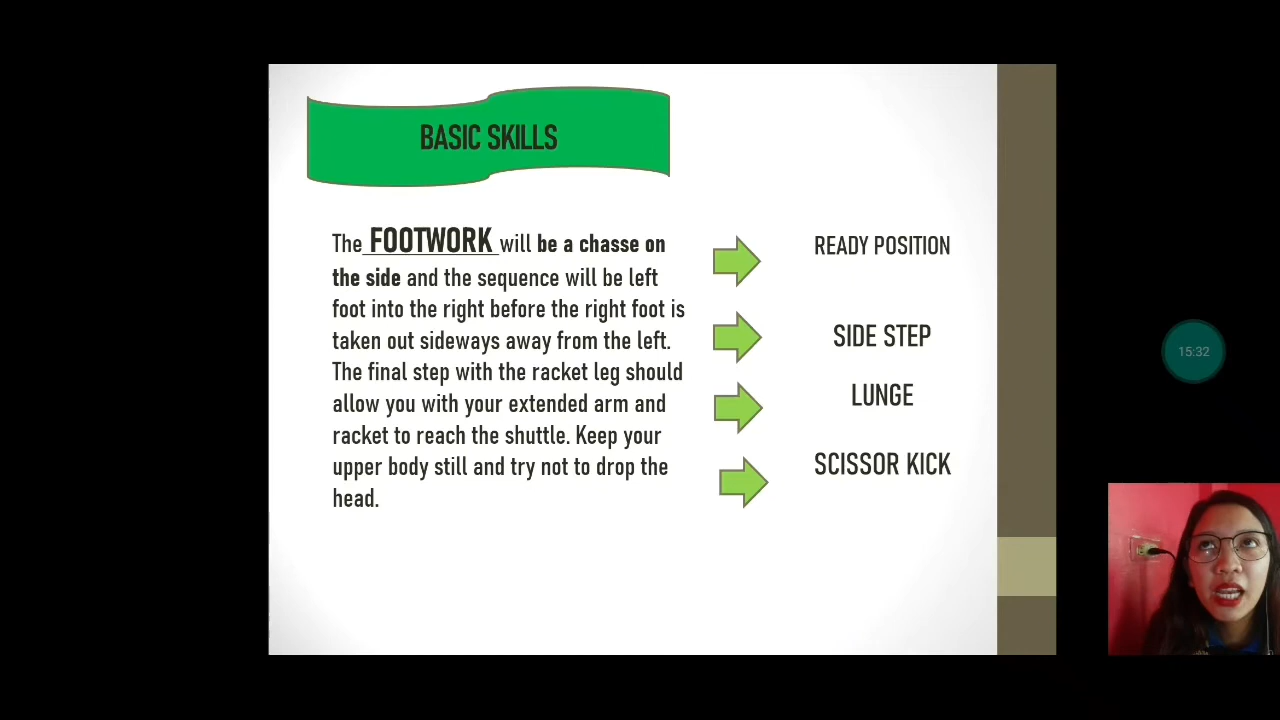 BASIC SKILLS
The FOOTWORK will be a chasse on
the side and the sequence will be left
foot into the right before the right foot is
taken out sideways away from the left.
The final step with the racket leg should
allow you with your extended arm and
racket to reach the shuttle. Keep your
upper body still and try not to drop the
head.
READY POSITION
SIDE STEP
LUNGE
SCISSOR KICK
15:32